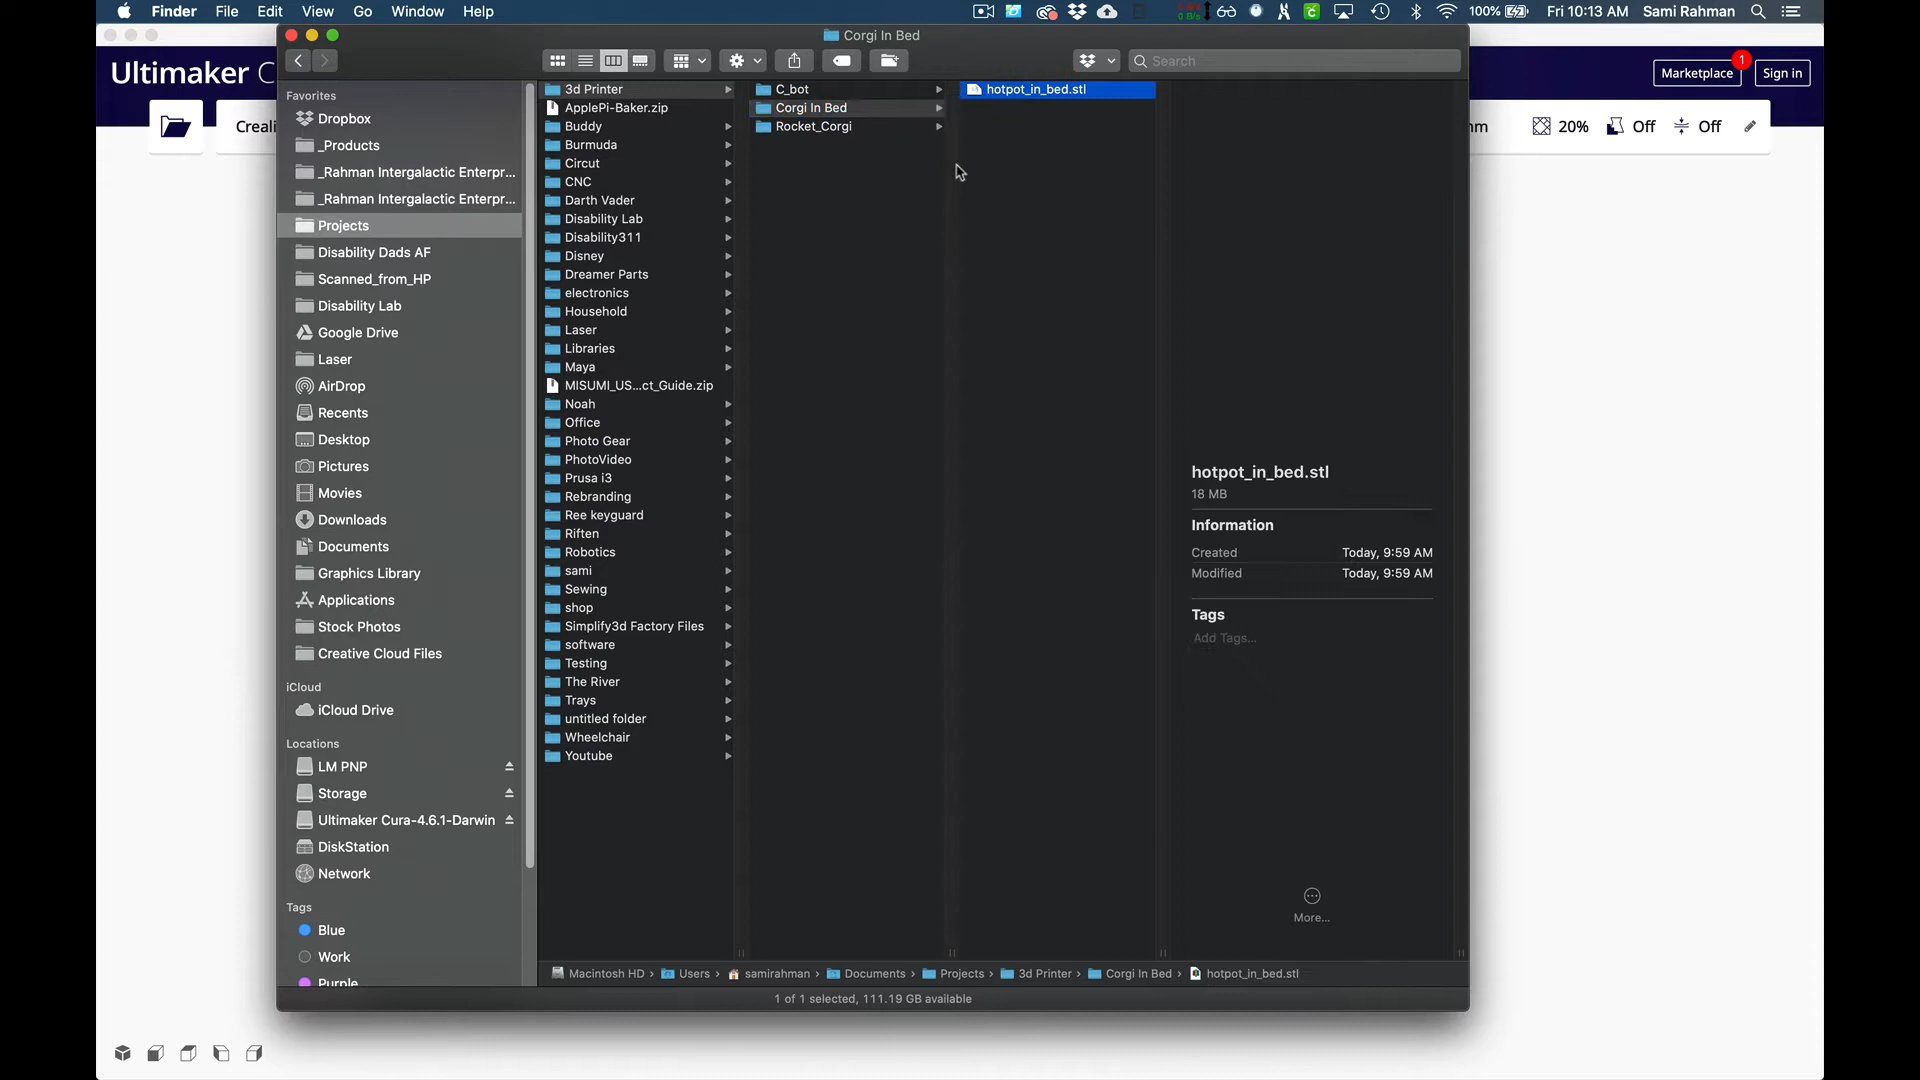 Finder File Edit View Go Window Help 100% Fri 10:13 AM Sami Rahman
Corgi In Bed
Ultimaker C
Search
Marketplace 1 Sign in
Creali
mm 20% Off Off
Favorites
Dropbox
_Products
_Rahman Intergalactic Enterpr...
_Rahman Intergalactic Enterpr...
Projects
Disability Dads AF
Scanned_from_HP
Disability Lab
Google Drive
Laser
AirDrop
Recents
Desktop
Pictures
Movies
Downloads
Documents
Graphics Library
Applications
Stock Photos
Creative Cloud Files
iCloud
iCloud Drive
Locations
LM PNP
Storage
Ultimaker Cura-4.6.1-Darwin
DiskStation
Network
Tags
Blue
Work
Purple
3d Printer
ApplePi-Baker.zip
Buddy
Burmuda
Circut
CNC
Darth Vader
Disability Lab
Disability311
Disney
Dreamer Parts
electronics
Household
Laser
Libraries
Maya
MISUMI_US...ct_Guide.zip
Noah
Office
Photo Gear
PhotoVideo
Prusa i3
Rebranding
Ree keyguard
Riften
Robotics
sami
Sewing
shop
Simplify3d Factory Files
software
Testing
The River
Trays
untitled folder
Wheelchair
Youtube
C_bot
Corgi In Bed
Rocket_Corgi
hotpot_in_bed.stl
hotpot_in_bed.stl
18 MB
Information
Created Today, 9:59 AM
Modified Today, 9:59 AM
Tags
Add Tags...
More...
Macintosh HD › Users › samirahman › Documents › Projects › 3d Printer › Corgi In Bed › hotpot_in_bed.stl
1 of 1 selected, 111.19 GB available